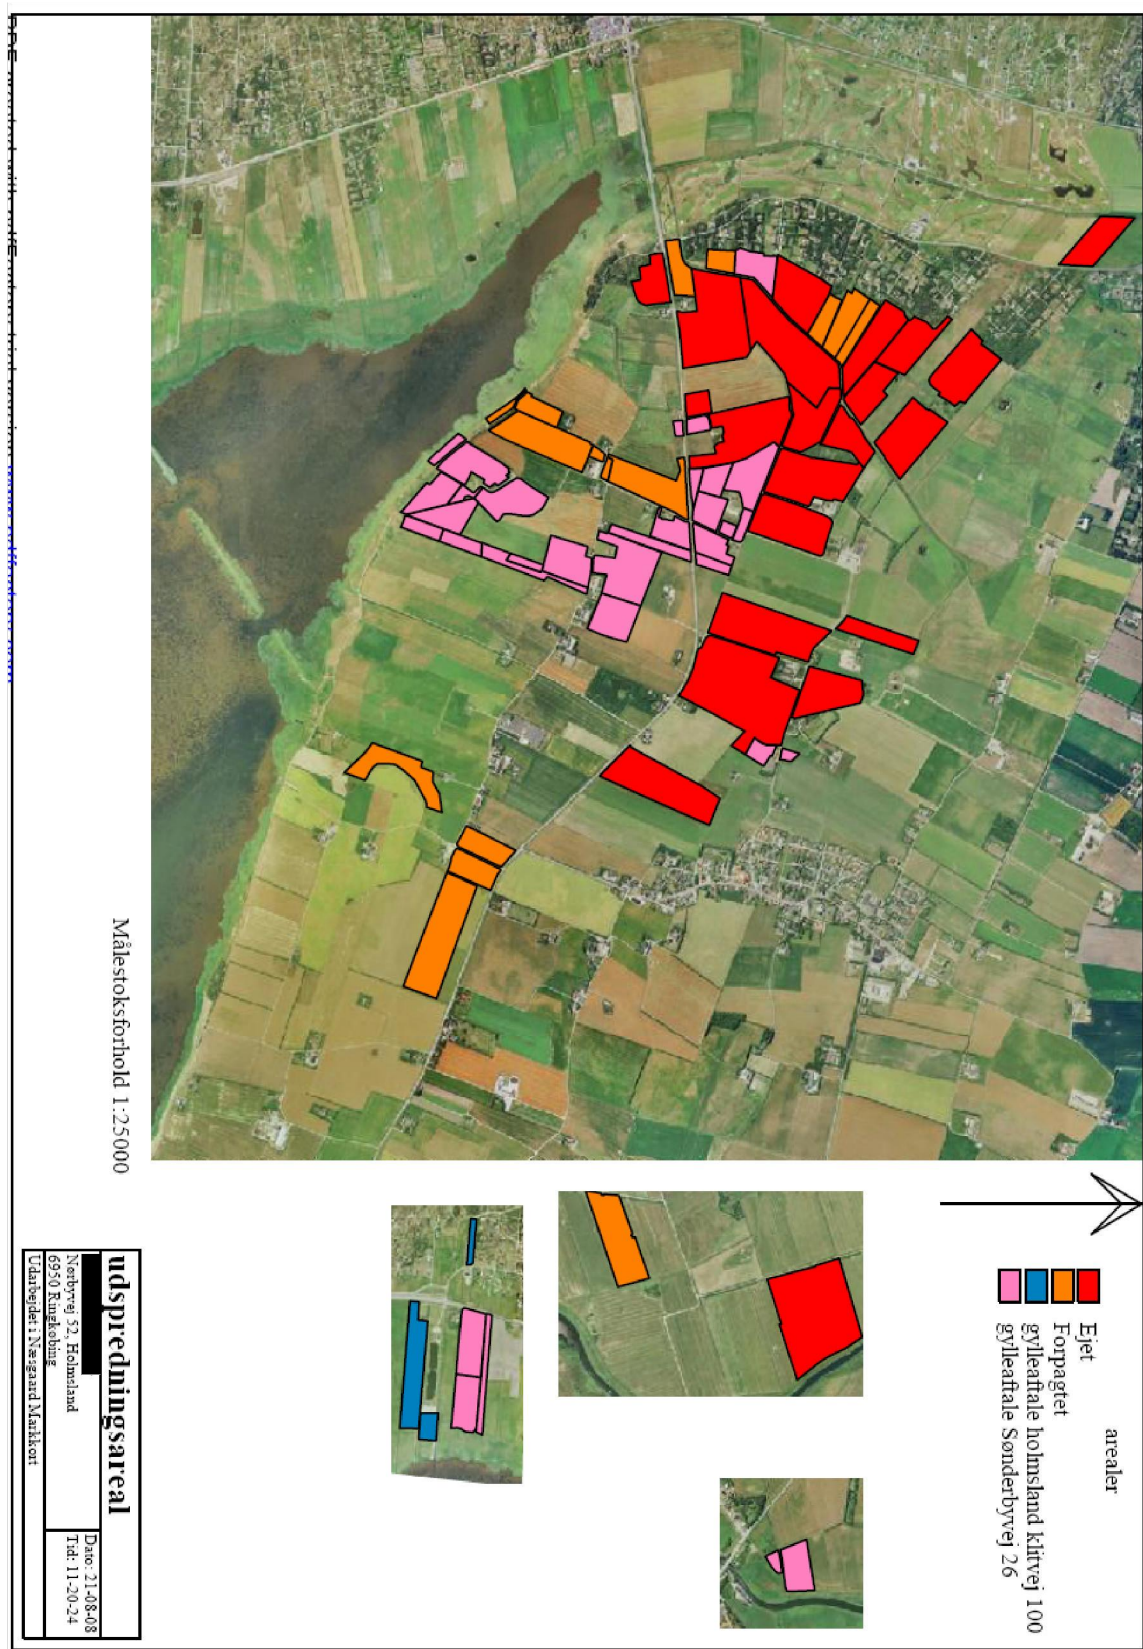 arealer
Ejet
Forpagtet
gylleaftale holmsland klitvej 100
gylleaftale Sønderbyvej 26
Målestoksforhold 1:25000
udspredningsareal
Nørbyvej 52, Holmsland
6950 Ringkøbing
Udarbejdet i Næsgaard Markkort
Dato: 21-08-08
Tid: 11-20-24